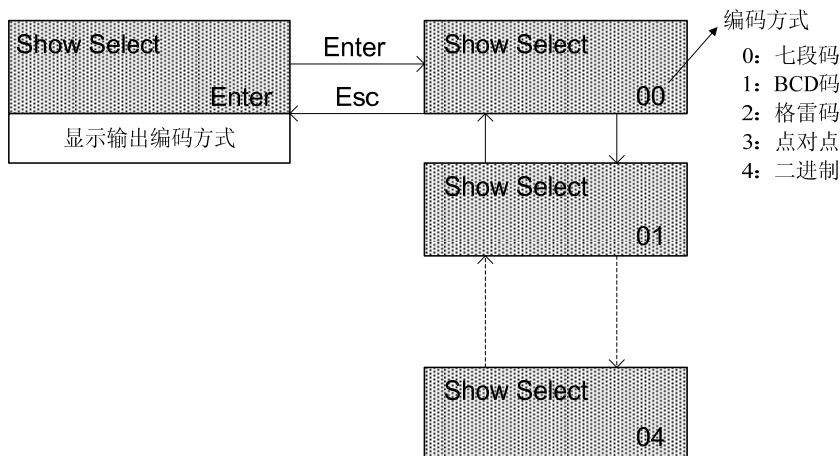 Show Select
Enter
显示输出编码方式
Enter
Esc
Show Select
00
编码方式
0：七段码
1：BCD码
2：格雷码
3：点对点
4：二进制
Show Select
01
Show Select
04